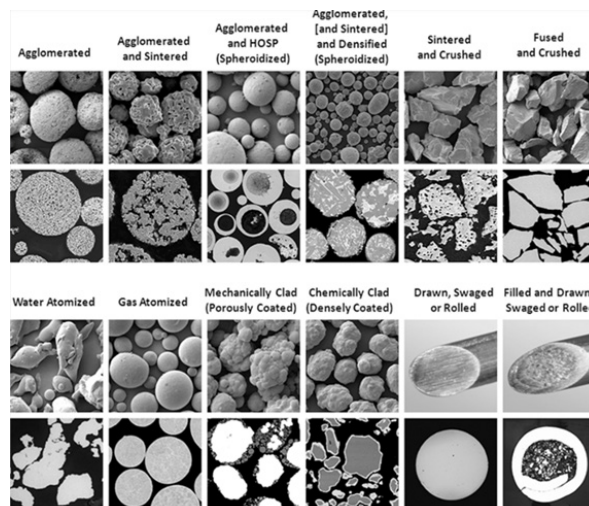 Agglomerated
Agglomerated
and Sintered
Agglomerated
and HOSP
(Spheroidized)
Agglomerated,
[and Sintered]
and Densified
(Spheroidized)
Sintered
and Crushed
Fused
and Crushed
Water Atomized
Gas Atomized
Mechanically Clad
(Porously Coated)
Chemically Clad
(Densely Coated)
Drawn, Swaged
or Rolled
Filled and Drawn,
Swaged or Rolled